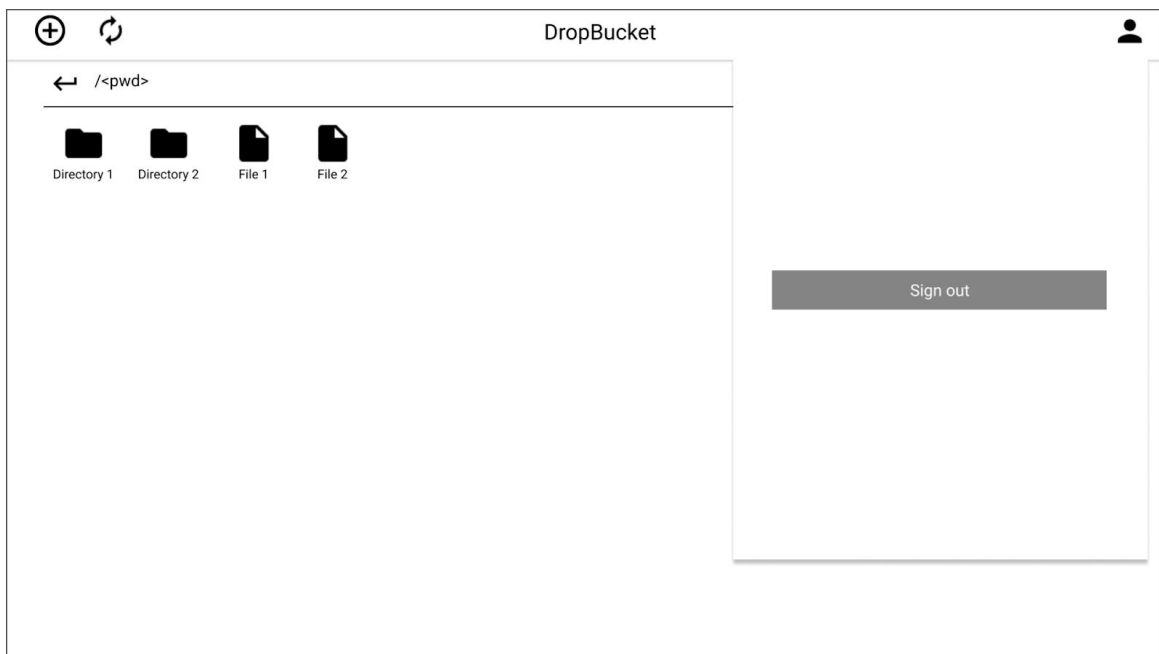 DropBucket
/<pwd>
Directory 1
Directory 2
File 1
File 2
Sign out